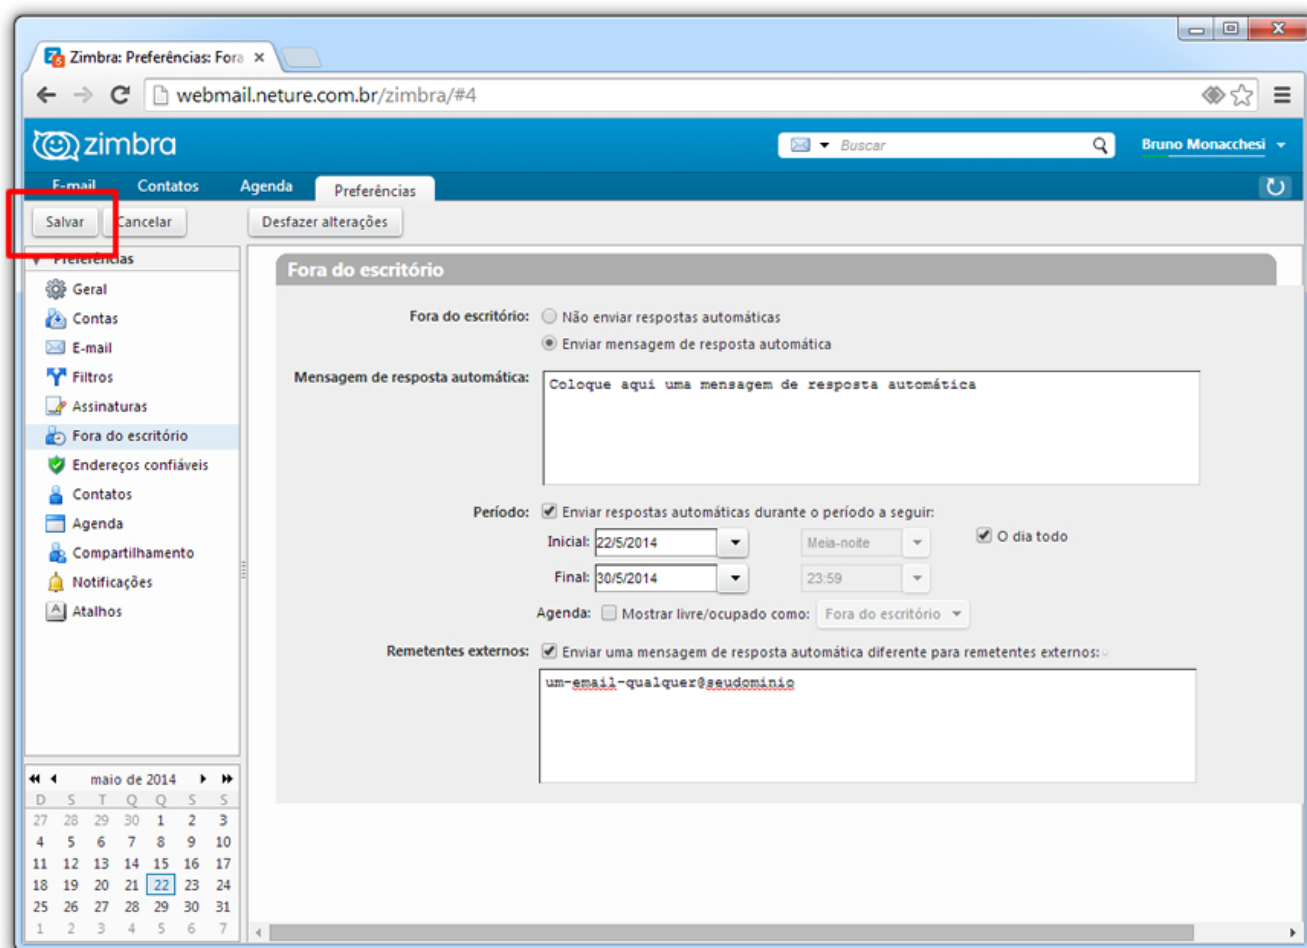 Zimbra: Preferências: Fora
webmail.neture.com.br/zimbra/#4
zimbra
Buscar
Bruno Monacchesi
E-mail Contatos Agenda Preferências
Salvar Cancelar Desfazer alterações
Preferências
Geral
Contas
E-mail
Filtros
Assinaturas
Fora do escritório
Endereços confiáveis
Contatos
Agenda
Compartilhamento
Notificações
Atalhos
maio de 2014
D S T Q Q S S
27 28 29 30 1 2 3
4 5 6 7 8 9 10
11 12 13 14 15 16 17
18 19 20 21 22 23 24
25 26 27 28 29 30 31
1 2 3 4 5 6 7
Fora do escritório
Fora do escritório: Não enviar respostas automáticas
Enviar mensagem de resposta automática
Mensagem de resposta automática: Coloque aqui uma mensagem de resposta automática
Período: Enviar respostas automáticas durante o período a seguir:
Inicial: 22/5/2014 Meia-noite O dia todo
Final: 30/5/2014 23:59
Agenda: Mostrar livre/ocupado como: Fora do escritório
Remetentes externos: Enviar uma mensagem de resposta automática diferente para remetentes externos:
um-email-qualquer@seudominio